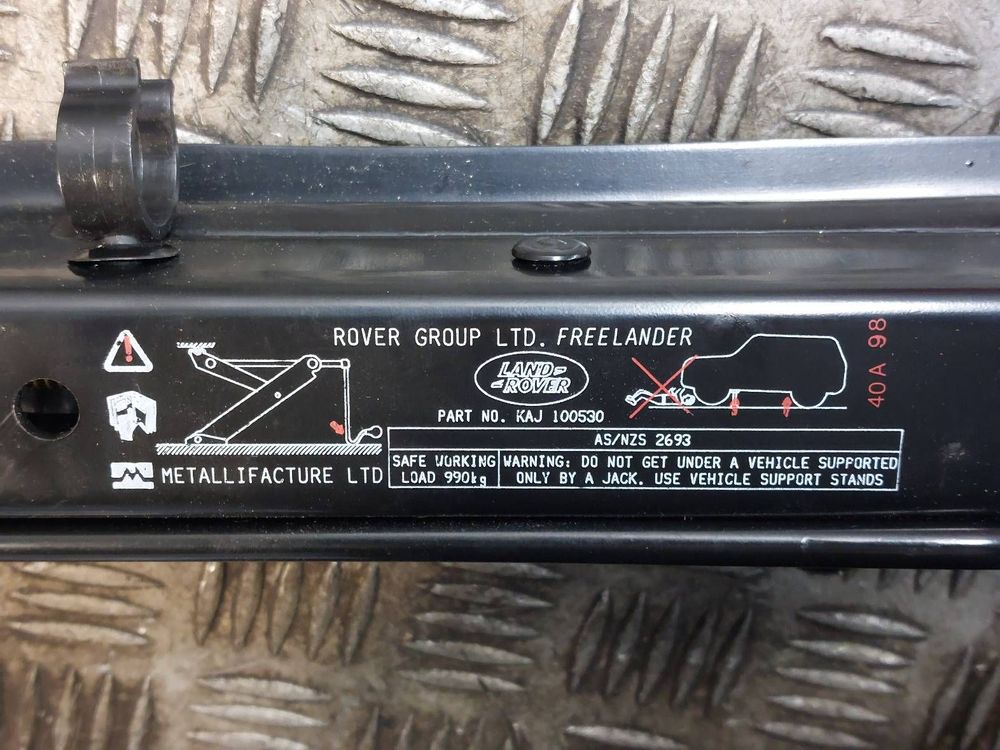 ROVER GROUP LTD. FREELANDER
LAND-
-ROVER
PART NO. KAJ 100530
40A 98
METALLIFACTURE LTD
AS/NZS 2693
SAFE WORKING
LOAD 990kg
WARNING: DO NOT GET UNDER A VEHICLE SUPPORTED
ONLY BY A JACK. USE VEHICLE SUPPORT STANDS